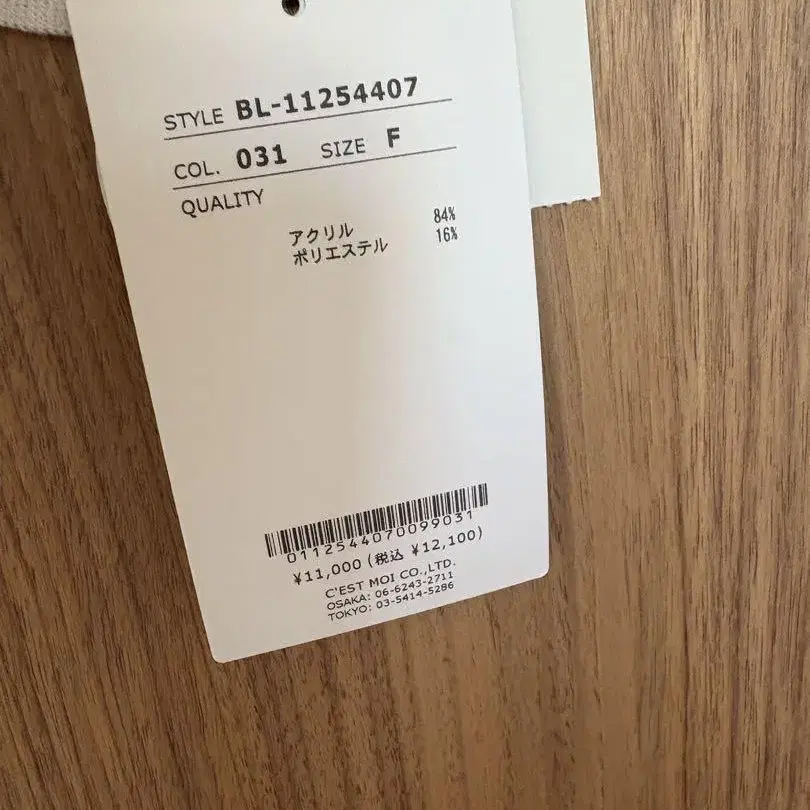 STYLE BL-11254407
COL. 031 SIZE F
QUALITY
アクリル 84%
ポリエステル 16%
0112544070099031
¥11,000 (税込 ¥12,100)
C'EST MOI CO.,LTD.
OSAKA: 06-6243-2711
TOKYO: 03-5414-5286